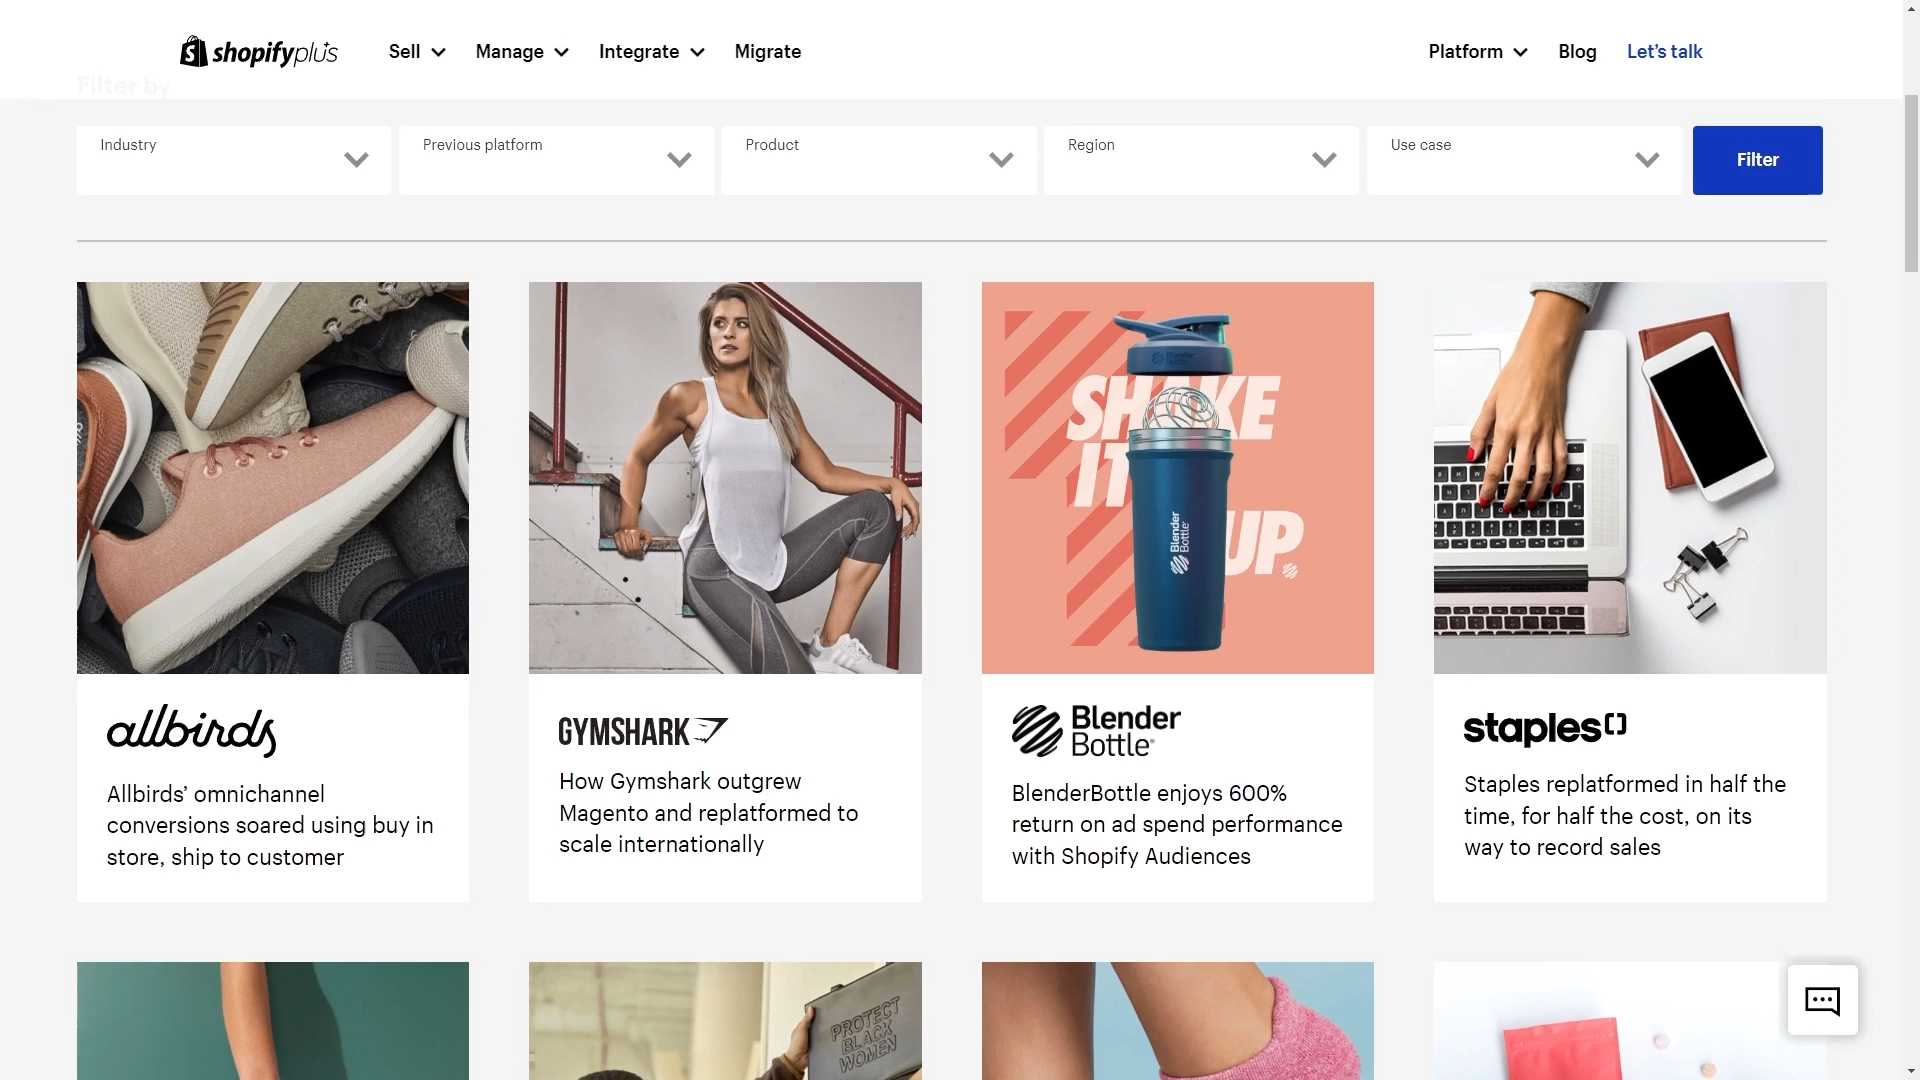 shopifyplus
Sell
Manage
Integrate
Migrate
Platform
Blog
Let's talk
Filter by
Industry
Previous platform
Product
Region
Use case
Filter
SHAKE
IT
UP.
Blender
Bottle
allbirds
Allbirds’ omnichannel
conversions soared using buy in
store, ship to customer
GYMSHARK
How Gymshark outgrew
Magento and replatformed to
scale internationally
Blender
Bottle
BlenderBottle enjoys 600%
return on ad spend performance
with Shopify Audiences
staples
Staples replatformed in half the
time, for half the cost, on its
way to record sales
PROTECT
BLACK
WOMEN